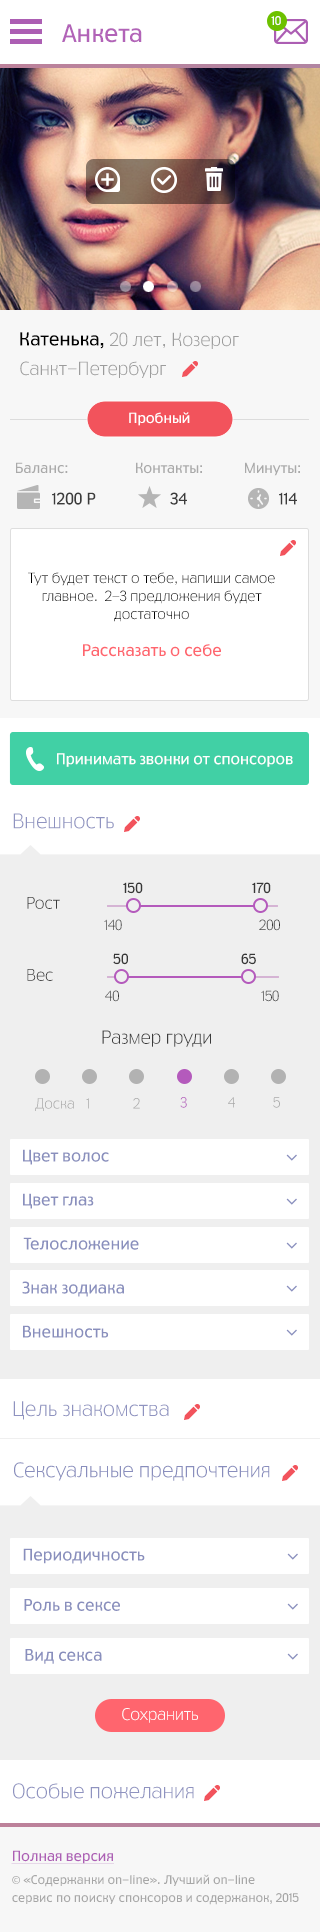 Анкета
10
Катенька, 20 лет, Козерог
Санкт-Петербург
Пробный
Баланс: Контакты: Минуты:
1200 Р 34 114
Тут будет текст о тебе, напиши самое
главное. 2-3 предложения будет
достаточно
Рассказать о себе
Принимать звонки от спонсоров
Внешность
150 170
Рост
140 200
50 65
Вес
40 150
Размер груди
Доска 1 2 3 4 5
Цвет волос
Цвет глаз
Телосложение
Знак зодиака
Внешность
Цель знакомства
Сексуальные предпочтения
Периодичность
Роль в сексе
Вид секса
Сохранить
Особые пожелания
Полная версия
© «Содержанки on-line». Лучший on-line
сервис по поиску спонсоров и содержанок, 2015